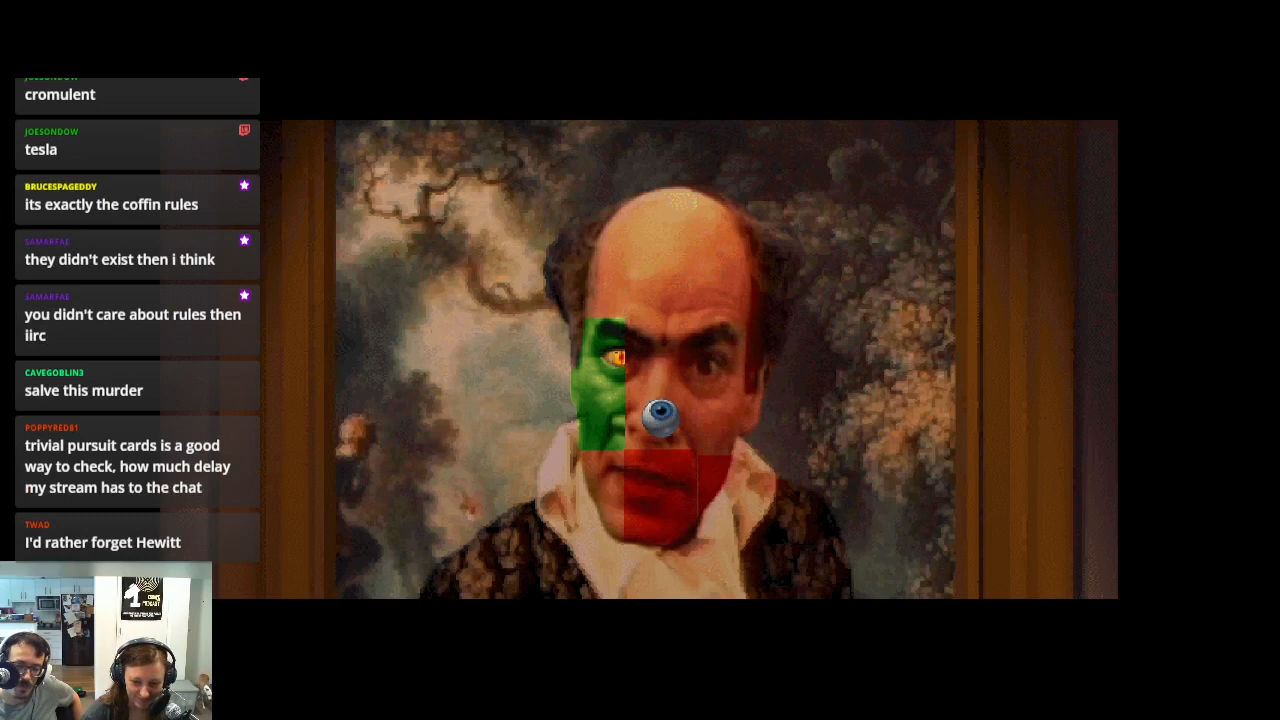 JOESONDOW
cromulent
JOESONDOW
tesla
BRUCESPAGEDDY
its exactly the coffin rules
SAMARFAE
they didn't exist then i think
SAMARFAE
you didn't care about rules then
iirc
CAVEGOBLIN3
salve this murder
POPPYRED81
trivial pursuit cards is a good
way to check, how much delay
my stream has to the chat
TWAD
I'd rather forget Hewitt